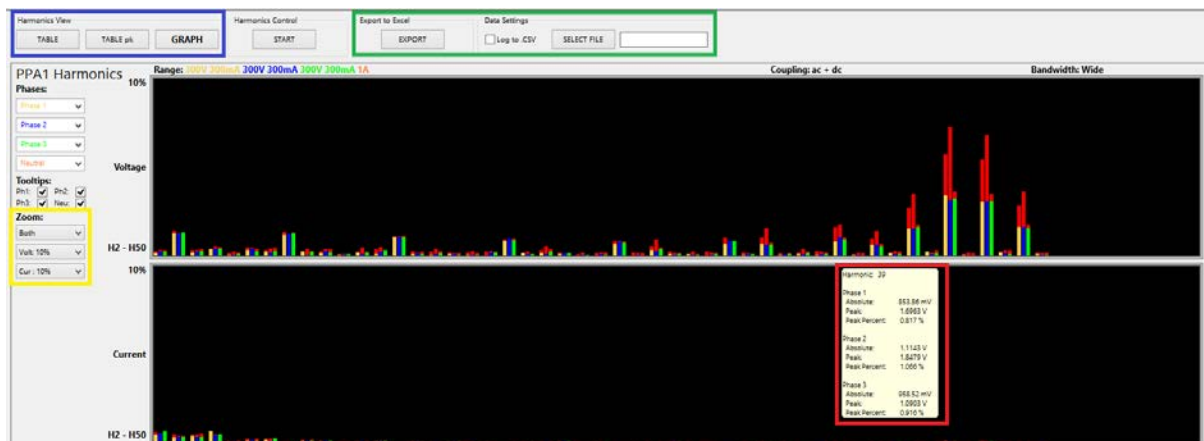 Harmonics View
Harmonics Control
Export to Excel
Data Settings
TABLE
TABLE pk
GRAPH
START
EXPORT
Log to .CSV
SELECT FILE
PPA1 Harmonics
Range: 300V 300mA 300V 300mA 300V 300mA 1A
Coupling: ac + dc
Bandwidth: Wide
10%
Phases:
Phase 1
Phase 2
Phase 3
Neutral
Voltage
Tooltips:
Ph1: Ph2:
Ph3: Neu:
Zoom:
Both
Volt: 10%
Cur : 10%
H2 - H50
10%
Current
H2 - H50
Harmonic: 39
Phase 1
Absolute: 853.86 mV
Peak: 1.6963 V
Peak Percent: 0.817 %
Phase 2
Absolute: 1.1143 V
Peak: 1.8479 V
Peak Percent: 1.066 %
Phase 3
Absolute: 958.52 mV
Peak: 1.0903 V
Peak Percent: 0.916 %